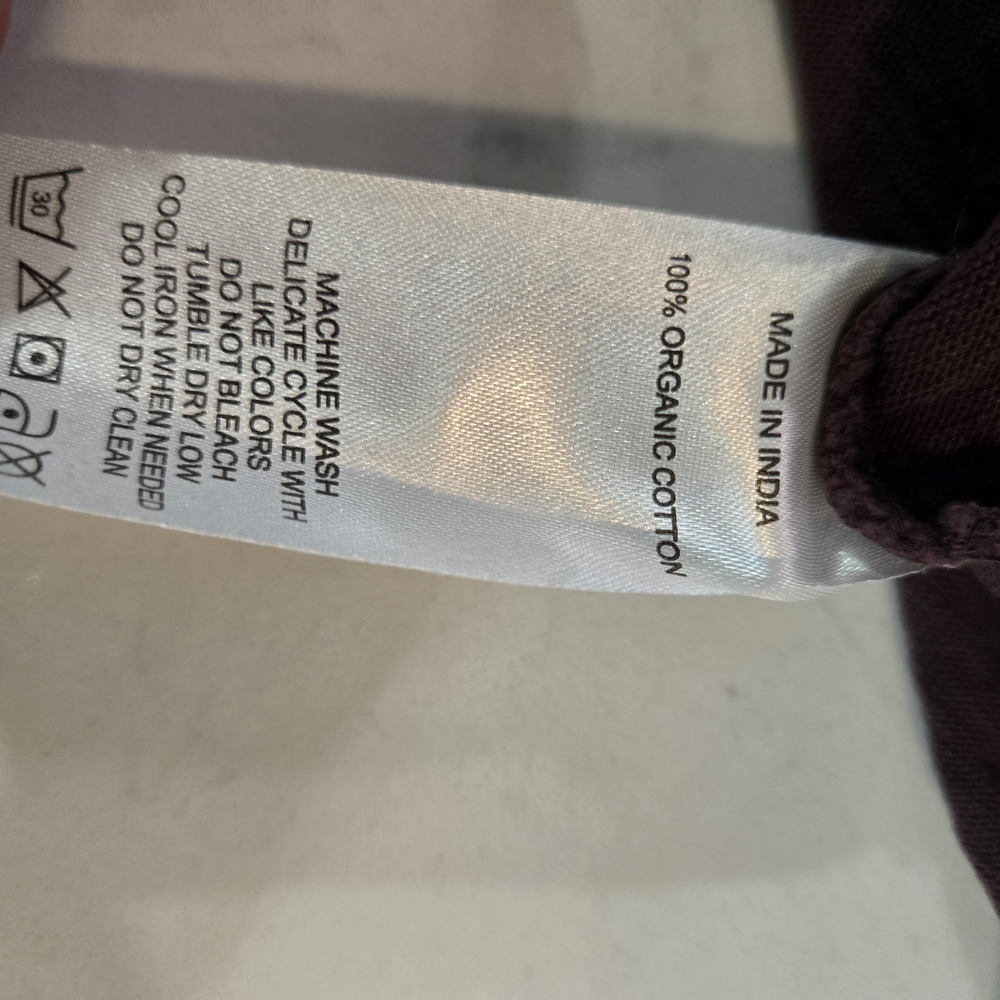 MADE IN INDIA
100% ORGANIC COTTON
MACHINE WASH
DELICATE CYCLE WITH
LIKE COLORS
DO NOT BLEACH
TUMBLE DRY LOW
COOL IRON WHEN NEEDED
DO NOT DRY CLEAN
30